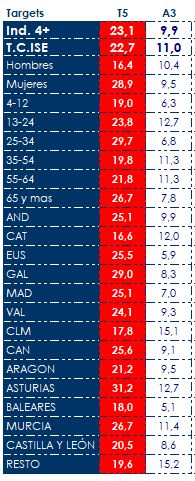 Targets T5 A3
Ind. 4+ 23,1 9,9
T.C.ISE 22,7 11,0
Hombres 16,4 10,4
Mujeres 28,9 9,5
4-12 19,0 6,3
13-24 23,8 12,7
25-34 29,7 6,8
35-54 19,8 11,3
55-64 21,8 11,3
65 y mas 26,7 7,8
AND 25,1 9,9
CAT 16,6 12,0
EUS 25,5 5,9
GAL 29,0 8,3
MAD 25,1 7,0
VAL 24,1 9,3
CLM 17,8 15,1
CAN 25,6 9,1
ARAGON 21,2 9,5
ASTURIAS 31,2 12,7
BALEARES 18,0 5,1
MURCIA 26,7 11,4
CASTILLA Y LEÓN 20,5 8,6
RESTO 19,6 15,2